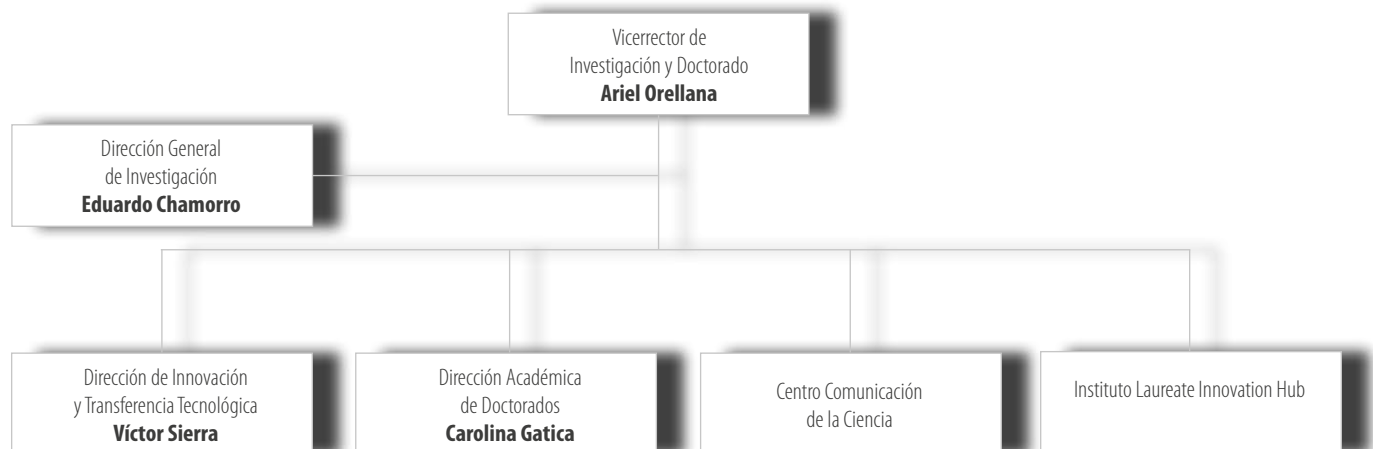 Vicerrector de
Investigación y Doctorado
Ariel Orellana
Dirección General
de Investigación
Eduardo Chamorro
Dirección de Innovación
y Transferencia Tecnológica
Víctor Sierra
Dirección Académica
de Doctorados
Carolina Gatica
Centro Comunicación
de la Ciencia
Instituto Laureate Innovation Hub